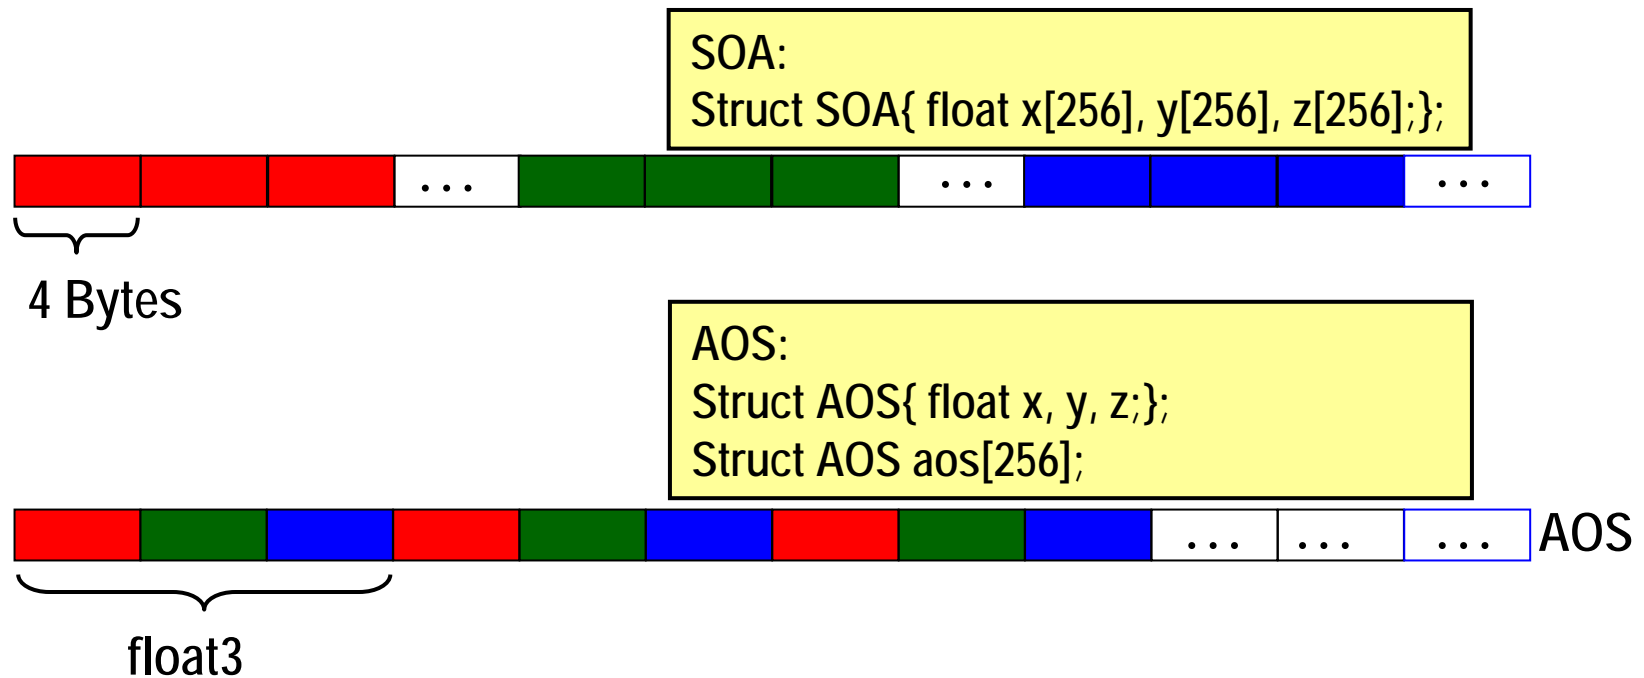 SOA:
Struct SOA{ float x[256], y[256], z[256];};
... ... ...
4 Bytes
AOS:
Struct AOS{ float x, y, z;};
Struct AOS aos[256];
... ... ... AOS
float3